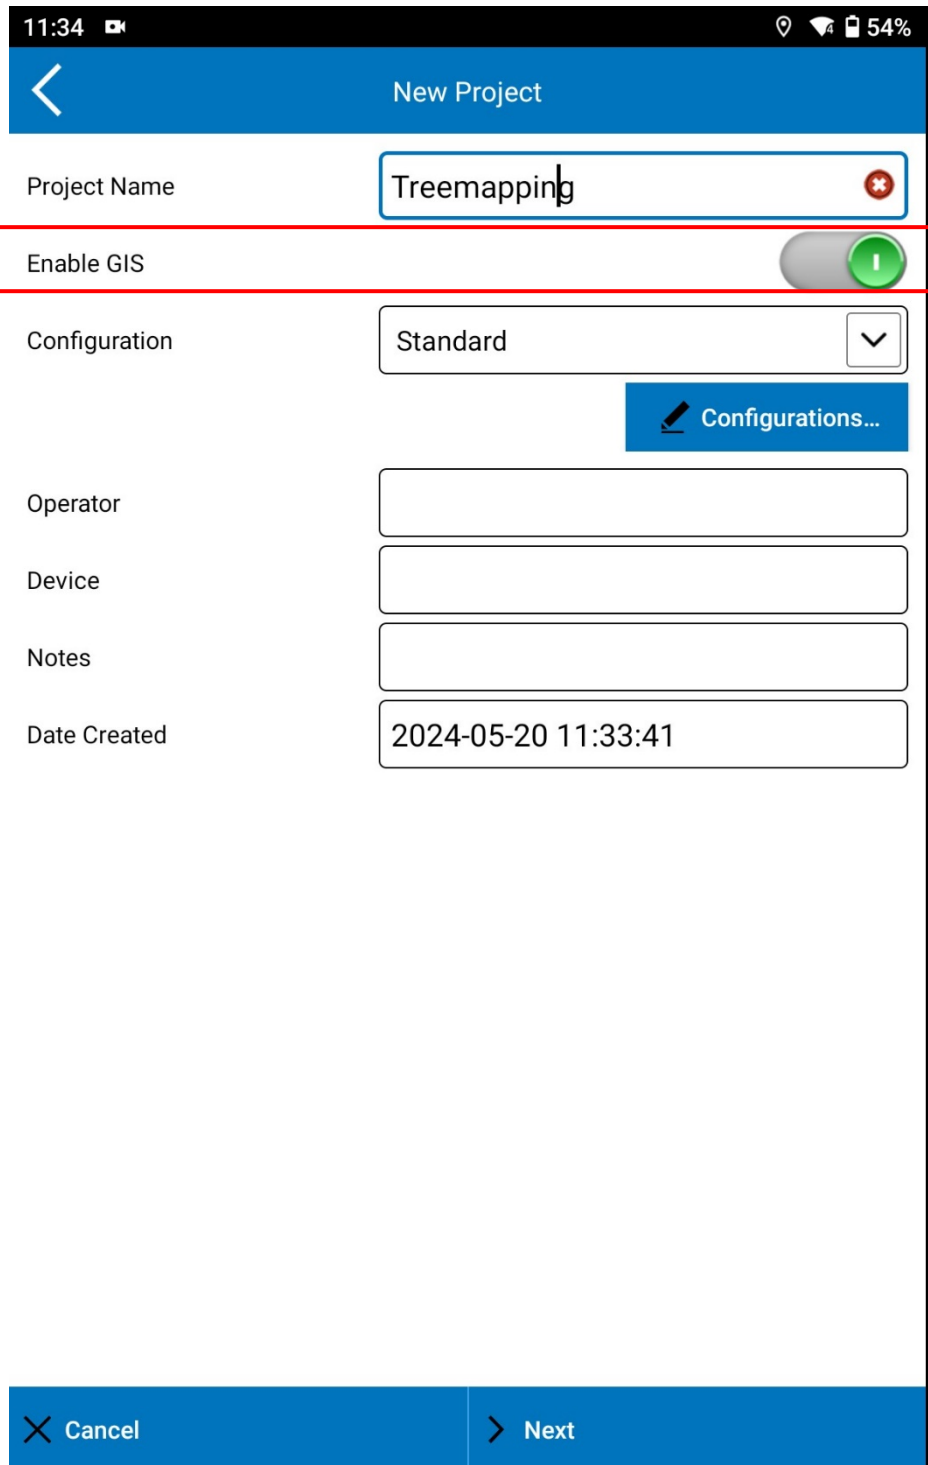 11:34 54%
New Project
Project Name Treemapping
Enable GIS
Configuration Standard
Configurations...
Operator
Device
Notes
Date Created 2024-05-20 11:33:41
Cancel Next